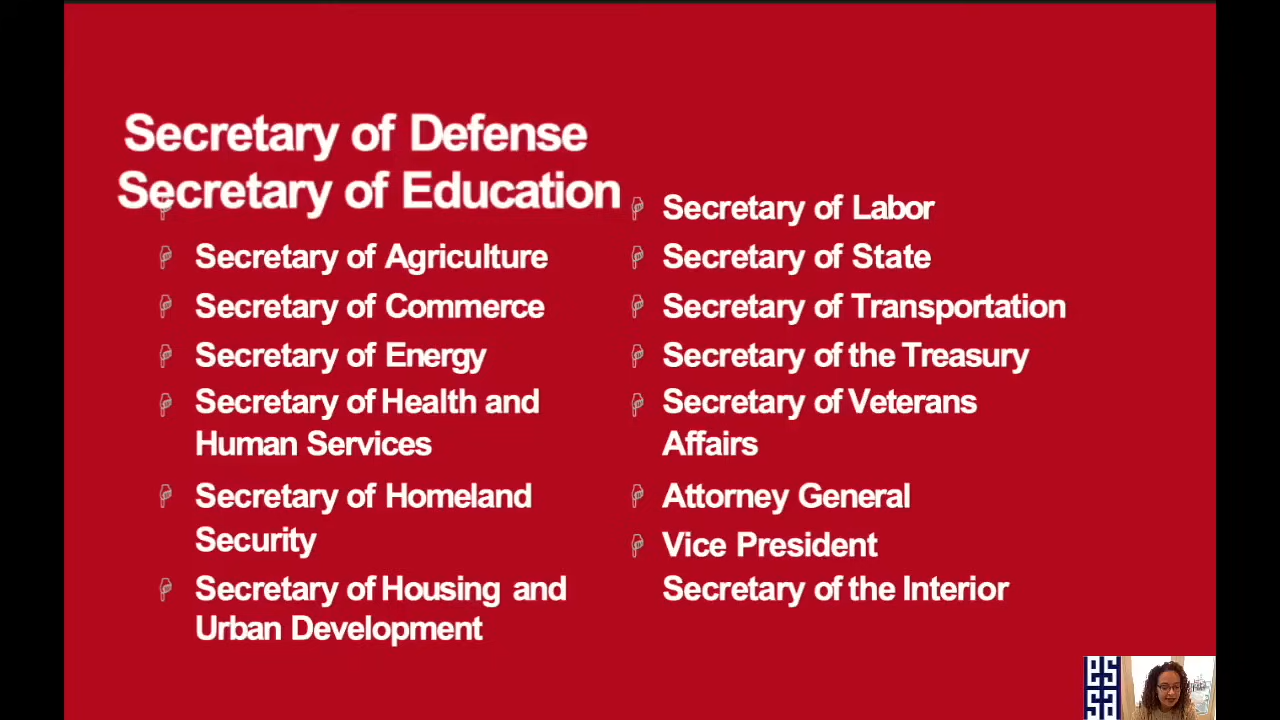 Secretary of Defense
Secretary of Education
Secretary of Agriculture
Secretary of Commerce
Secretary of Energy
Secretary of Health and
Human Services
Secretary of Homeland
Security
Secretary of Housing and
Urban Development
Secretary of Labor
Secretary of State
Secretary of Transportation
Secretary of the Treasury
Secretary of Veterans
Affairs
Attorney General
Vice President
Secretary of the Interior